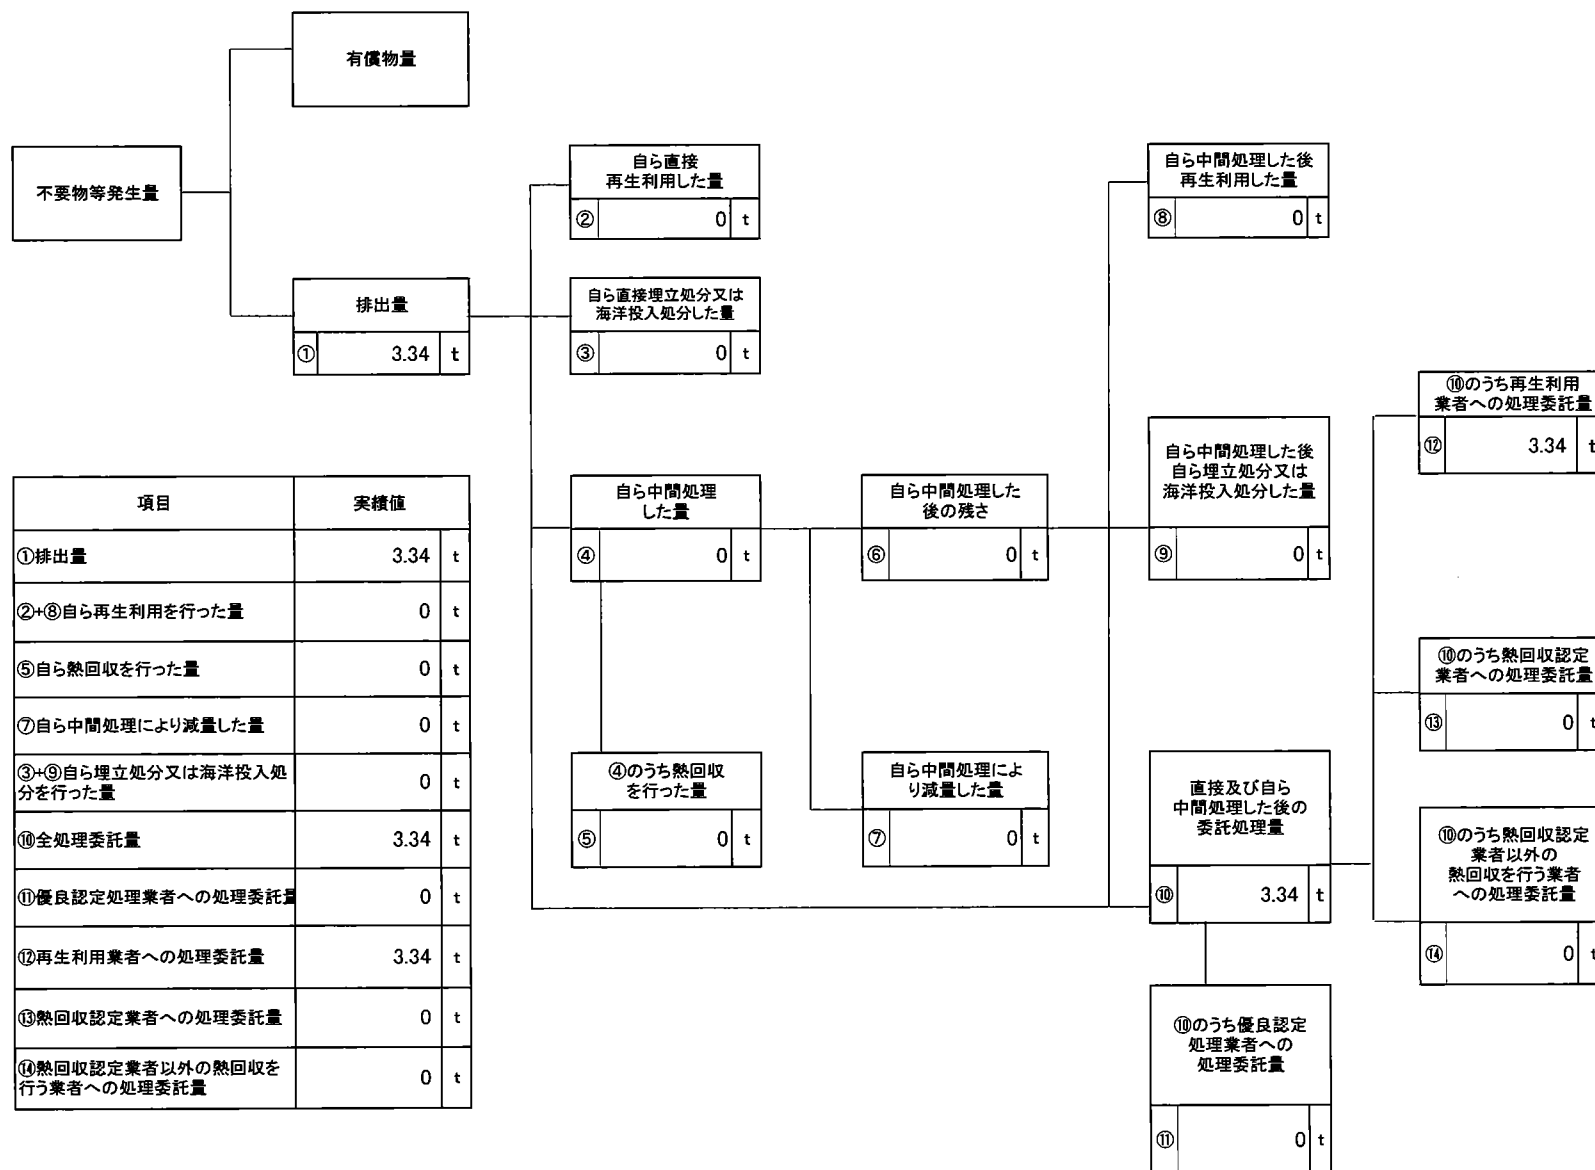 有償物量
不要物等発生量
排出量
① 3.34 t
自ら直接
再生利用した量
② 0 t
自ら直接埋立処分又は
海洋投入処分した量
③ 0 t
自ら中間処理
した量
④ 0 t
④のうち熱回収
を行った量
⑤ 0 t
自ら中間処理した
後の残さ
⑥ 0 t
自ら中間処理によ
り減量した量
⑦ 0 t
自ら中間処理した後
再生利用した量
⑧ 0 t
自ら中間処理した後
自ら埋立処分又は
海洋投入処分した量
⑨ 0 t
直接及び自ら
中間処理した後の
委託処理量
⑩ 3.34 t
⑩のうち優良認定
処理業者への
処理委託量
⑪ 0 t
⑩のうち再生利用
業者への処理委託量
⑫ 3.34 t
⑩のうち熱回収認定
業者への処理委託量
⑬ 0 t
⑩のうち熱回収認定
業者以外の
熱回収を行う業者
への処理委託量
⑭ 0 t
項目 実績値
①排出量 3.34 t
②+⑧自ら再生利用を行った量 0 t
⑤自ら熱回収を行った量 0 t
⑦自ら中間処理により減量した量 0 t
③+⑨自ら埋立処分又は海洋投入処
分を行った量 0 t
⑩全処理委託量 3.34 t
⑪優良認定処理業者への処理委託量 0 t
⑫再生利用業者への処理委託量 3.34 t
⑬熱回収認定業者への処理委託量 0 t
⑭熱回収認定業者以外の熱回収を
行う業者への処理委託量 0 t